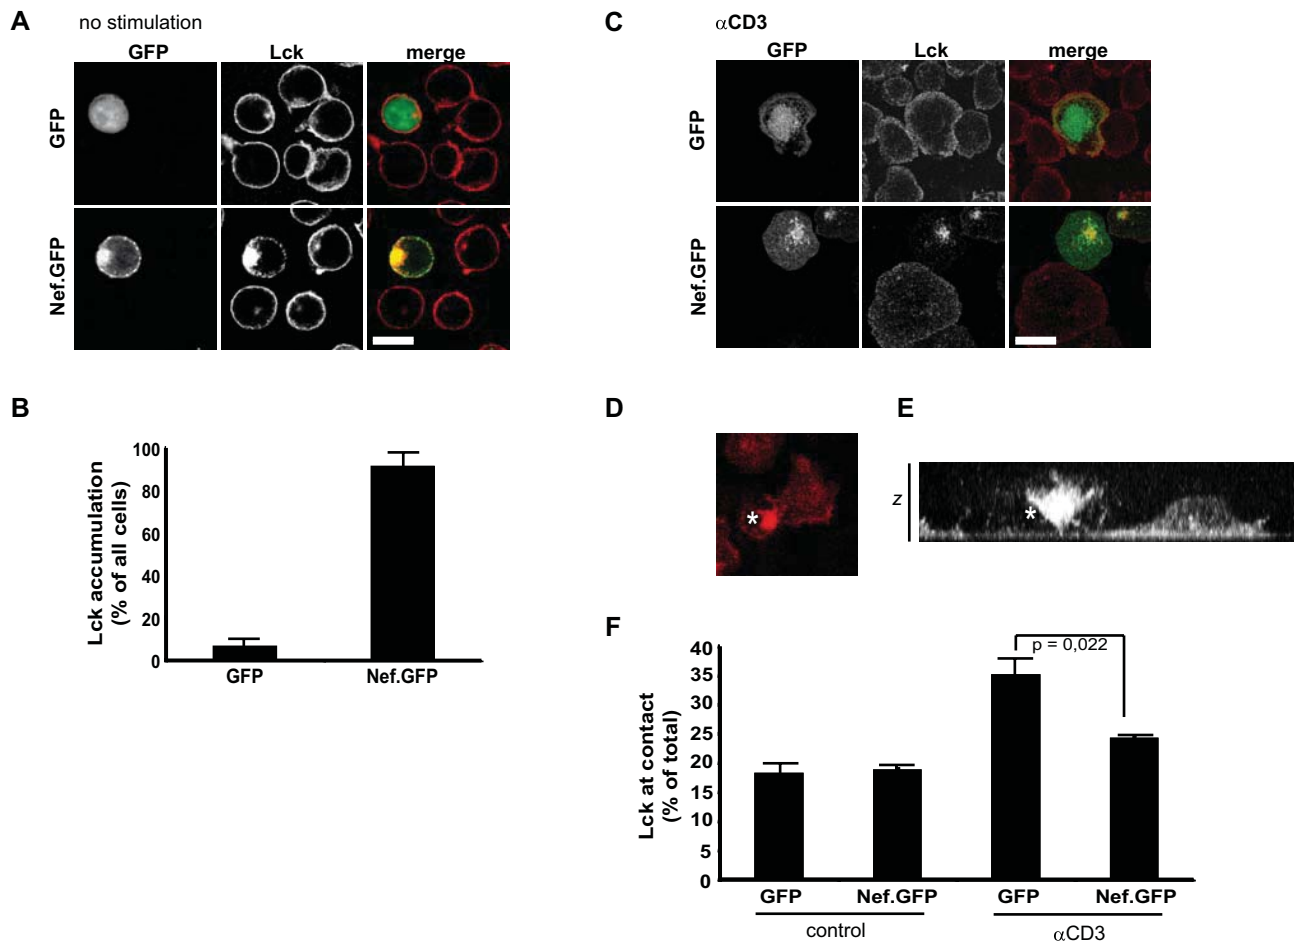 A
no stimulation
GFP Lck merge
GFP
Nef.GFP
B
Lck accumulation
(% of all cells)
100
80
60
40
20
0
GFP Nef.GFP
C
αCD3
GFP Lck merge
GFP
Nef.GFP
D
*
E
z
*
F
Lck at contact
(% of total)
40
35
30
25
20
15
10
5
0
p = 0,022
GFP Nef.GFP GFP Nef.GFP
control αCD3